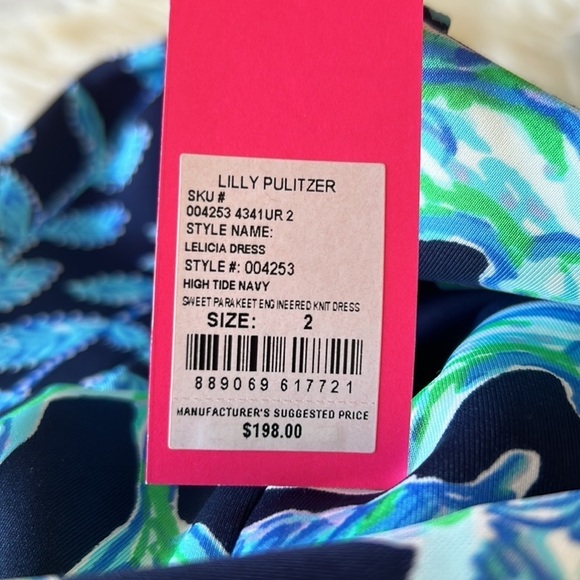 LILLY PULITZER
SKU #
004253 4341UR 2
STYLE NAME:
LELICIA DRESS
STYLE #: 004253
HIGH TIDE NAVY
SWEET PARAKEET ENGINEERED KNIT DRESS
SIZE: 2
889069 617721
MANUFACTURER'S SUGGESTED PRICE
$198.00